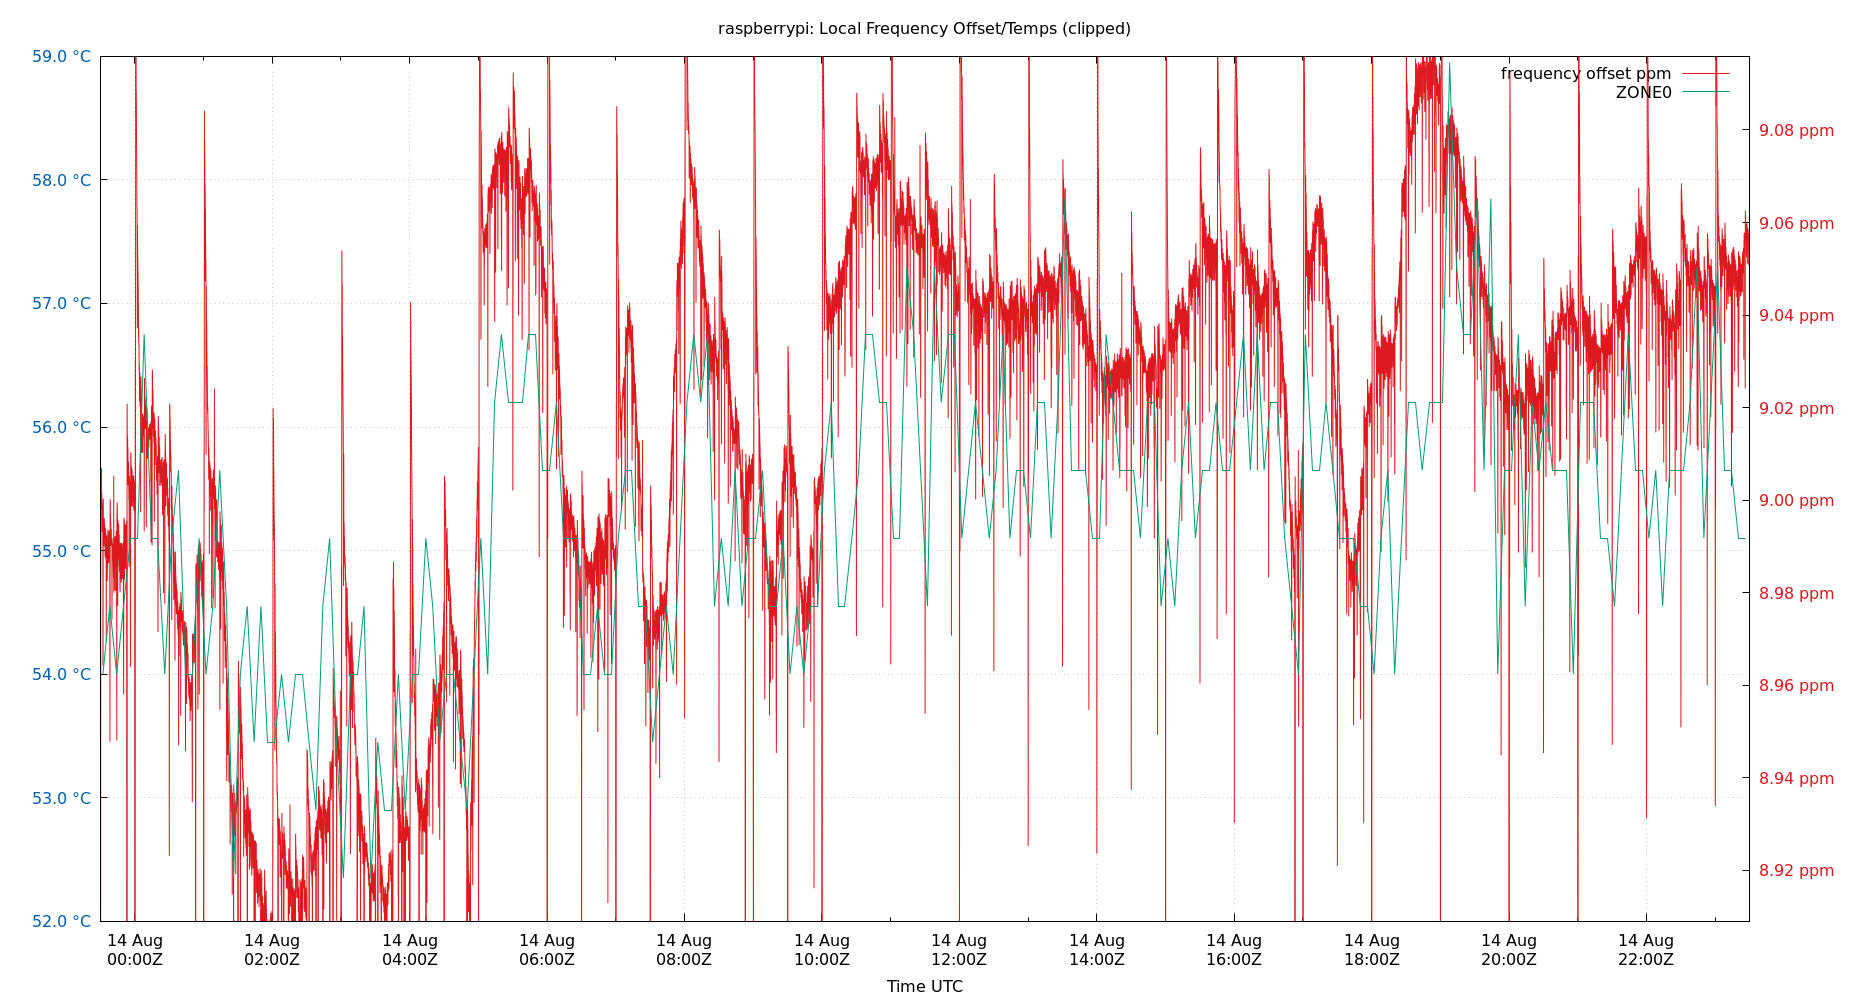 raspberrypi: Local Frequency Offset/Temps (clipped)
frequency offset ppm
ZONE0
59.0 °C
58.0 °C
57.0 °C
56.0 °C
55.0 °C
54.0 °C
53.0 °C
52.0 °C
9.08 ppm
9.06 ppm
9.04 ppm
9.02 ppm
9.00 ppm
8.98 ppm
8.96 ppm
8.94 ppm
8.92 ppm
14 Aug
00:00Z
14 Aug
02:00Z
14 Aug
04:00Z
14 Aug
06:00Z
14 Aug
08:00Z
14 Aug
10:00Z
14 Aug
12:00Z
14 Aug
14:00Z
14 Aug
16:00Z
14 Aug
18:00Z
14 Aug
20:00Z
14 Aug
22:00Z
Time UTC